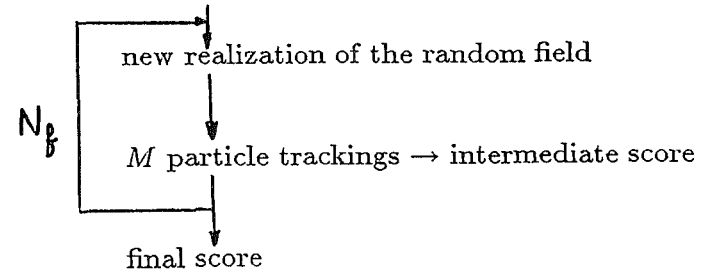 new realization of the random field
N_f
M particle trackings → intermediate score
final score